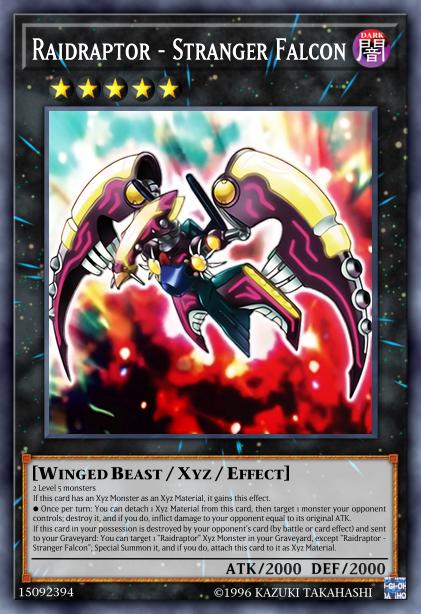 Raidraptor - Stranger Falcon
DARK
闇
[Winged Beast / Xyz / Effect]
2 Level 5 monsters
If this card has an Xyz Monster as an Xyz Material, it gains this effect.
● Once per turn: You can detach 1 Xyz Material from this card, then target 1 monster your opponent
controls; destroy it, and if you do, inflict damage to your opponent equal to its original ATK.
If this card in your possession is destroyed by your opponent's card (by battle or card effect) and sent
to your Graveyard: You can target 1 "Raidraptor" Xyz Monster in your Graveyard, except "Raidraptor -
Stranger Falcon"; Special Summon it, and if you do, attach this card to it as Xyz Material.
ATK/2000 DEF/2000
15092394
©1996 KAZUKI TAKAHASHI